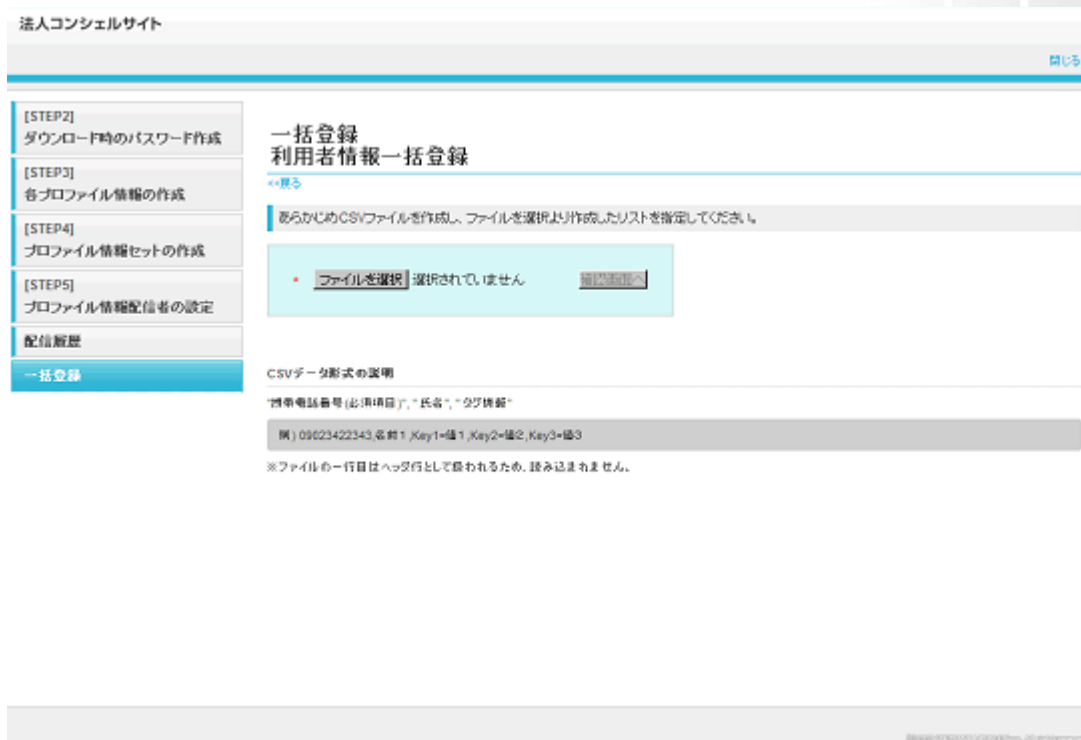 法人コンシェルサイト
閉じる
[STEP2]
ダウンロード時のパスワード作成
[STEP3]
各プロファイル情報の作成
[STEP4]
プロファイル情報セットの作成
[STEP5]
プロファイル情報配信者の設定
配信履歴
一括登録
一括登録
利用者情報一括登録
<<戻る
あらかじめCSVファイルを作成し、ファイルを選択より作成したリストを指定してください。
* ファイルを選択 選択されていません 確認画面へ
CSVデータ形式の説明
"携帯電話番号(必須項目)", "氏名", "タグ情報"
例) 09023422343,名前1,Key1=値1,Key2=値2,Key3=値3
※ファイルの一行目はヘッダ行として扱われるため、読み込まれません。